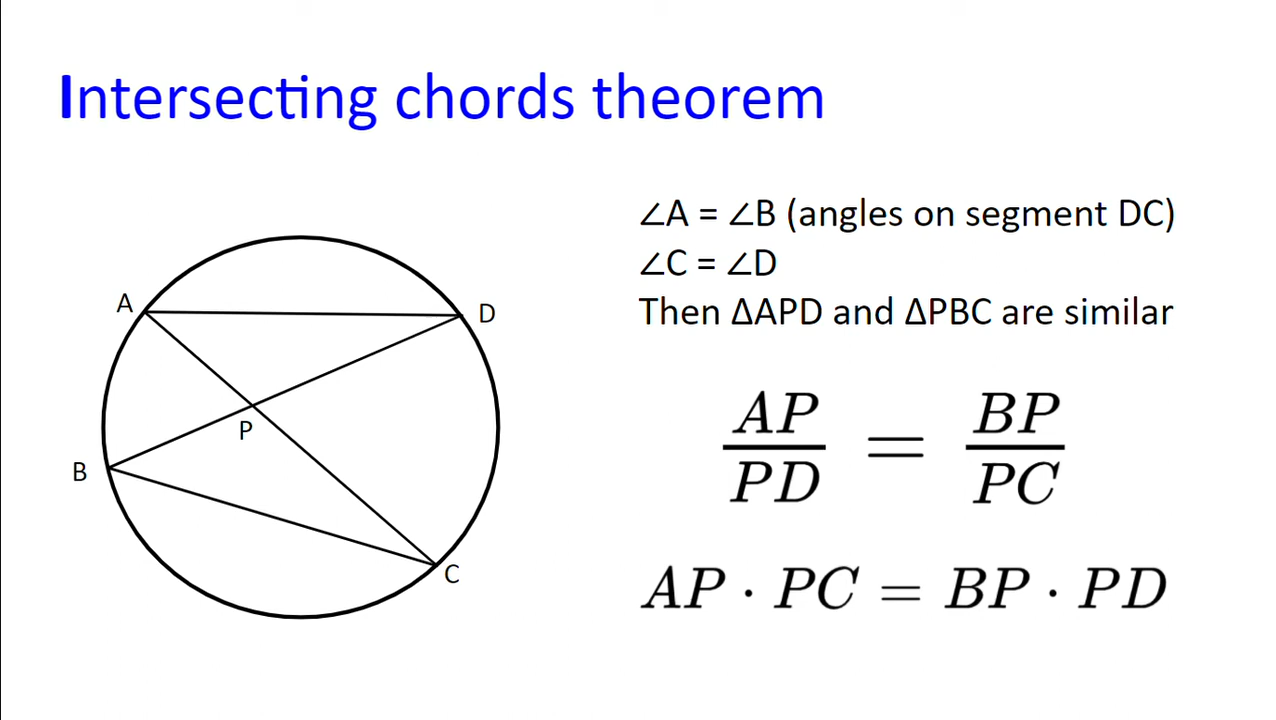 Intersecting chords theorem
∠A = ∠B (angles on segment DC)
∠C = ∠D
Then ΔAPD and ΔPBC are similar
A
D
P
B
C
AP/PD = BP/PC
AP · PC = BP · PD